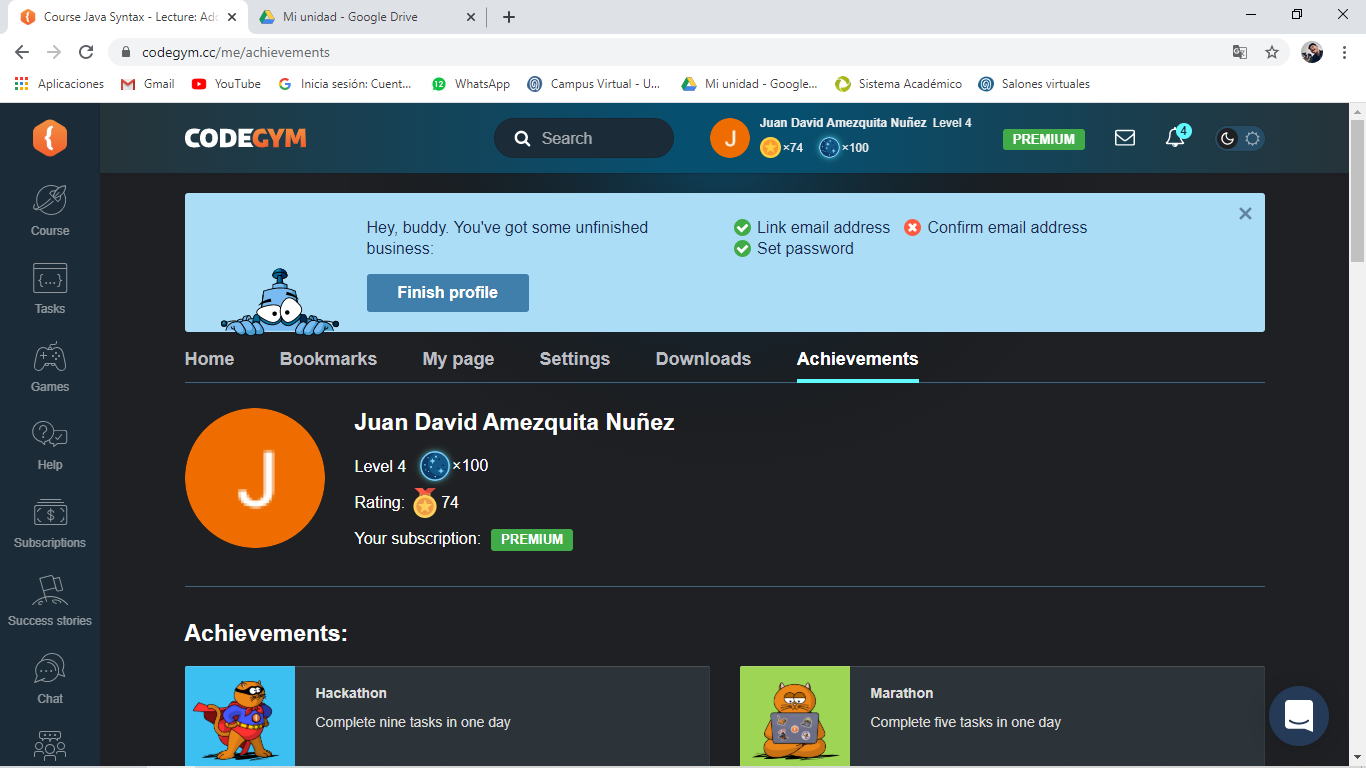 Course Java Syntax - Lecture: Ad
Mi unidad - Google Drive
codegym.cc/me/achievements
Aplicaciones
Gmail
YouTube
Inicia sesión: Cuent...
12
WhatsApp
Campus Virtual - U...
Mi unidad - Google...
Sistema Académico
Salones virtuales
CODEGYM
Search
J
Juan David Amezquita Nuñez Level 4
×74 ×100
PREMIUM
4
Course
Tasks
Games
Help
Subscriptions
Success stories
Chat
Hey, buddy. You've got some unfinished
business:
Finish profile
Link email address
Confirm email address
Set password
Home
Bookmarks
My page
Settings
Downloads
Achievements
J
Juan David Amezquita Nuñez
Level 4 ×100
Rating: 74
Your subscription: PREMIUM
Achievements:
Hackathon
Complete nine tasks in one day
Marathon
Complete five tasks in one day